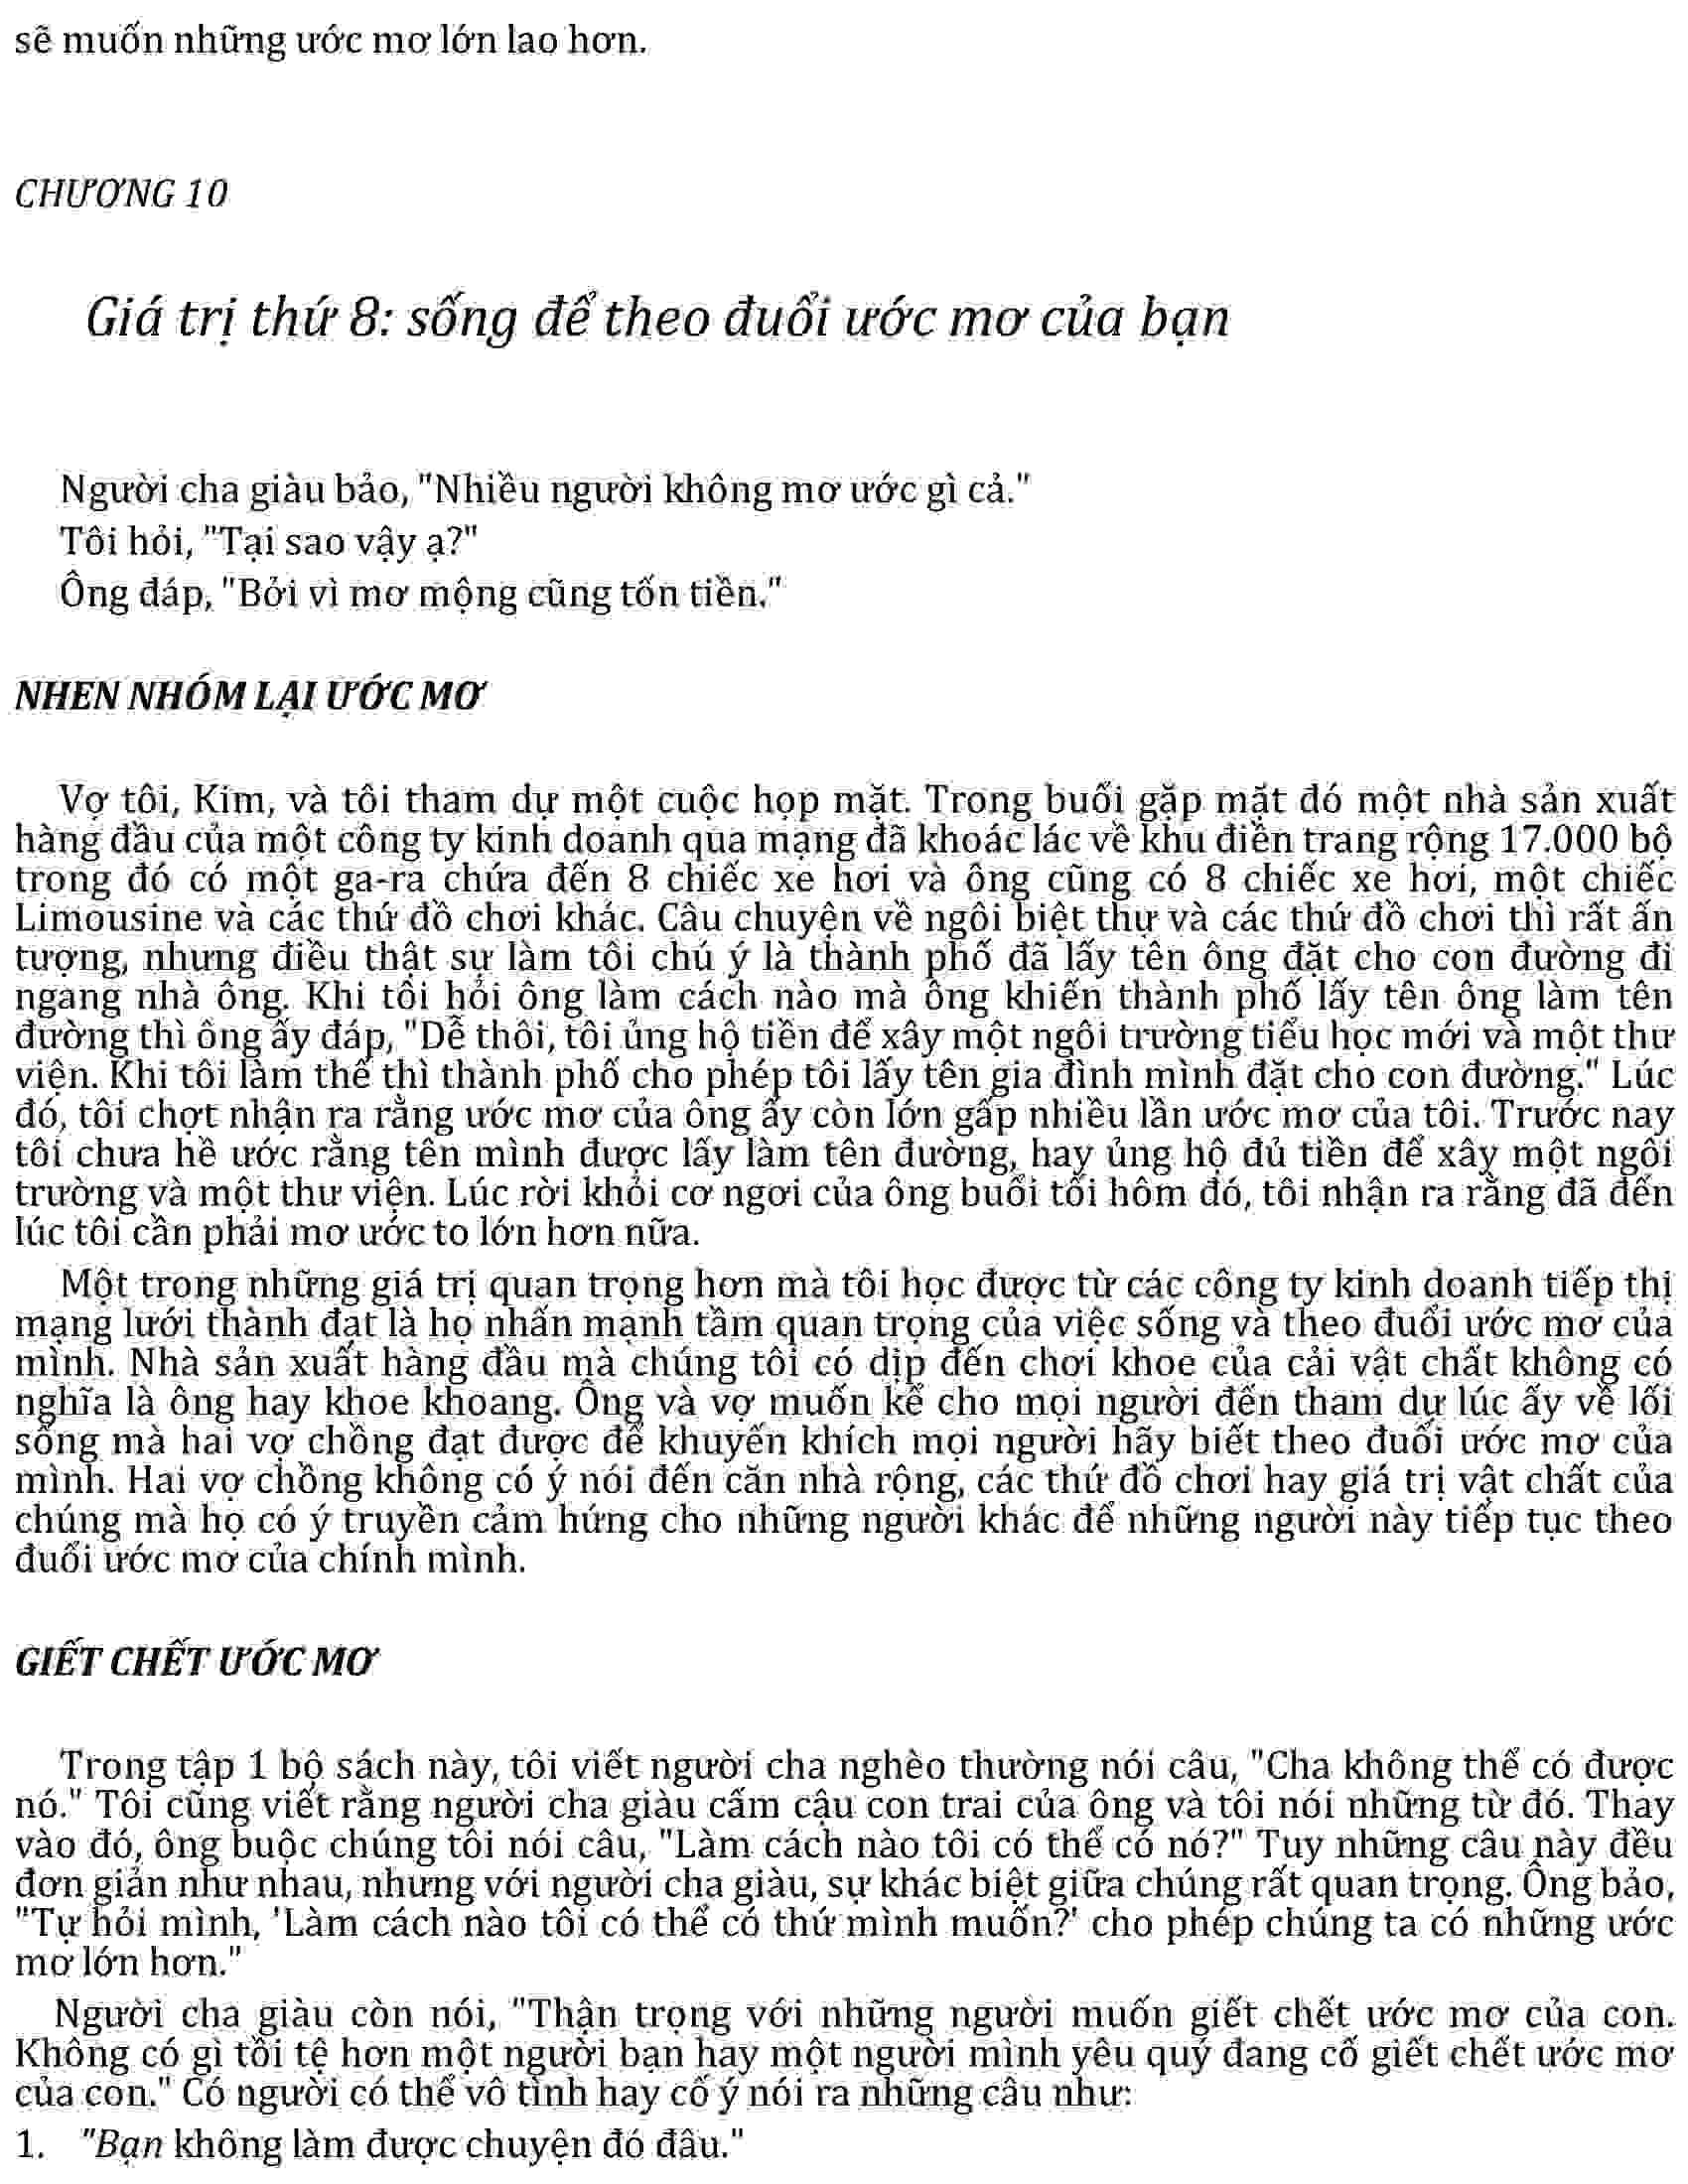 sẽ muốn những ước mơ lớn lao hơn.
CHƯƠNG 10
Giá trị thứ 8: sống để theo đuổi ước mơ của bạn
Người cha giàu bảo, "Nhiều người không mơ ước gì cả."
Tôi hỏi, "Tại sao vậy ạ?"
Ông đáp, "Bởi vì mơ mộng cũng tốn tiền."
NHEN NHÓM LẠI ƯỚC MƠ
Vợ tôi, Kim, và tôi tham dự một cuộc họp mặt. Trong buổi gặp mặt đó một nhà sản xuất
hàng đầu của một công ty kinh doanh qua mạng đã khoác lác về khu điền trang rộng 17.000 bộ
trong đó có một ga-ra chứa đến 8 chiếc xe hơi và ông cũng có 8 chiếc xe hơi, một chiếc
Limousine và các thứ đồ chơi khác. Câu chuyện về ngôi biệt thự và các thứ đồ chơi thì rất ấn
tượng, nhưng điều thật sự làm tôi chú ý là thành phố đã lấy tên ông đặt cho con đường đi
ngang nhà ông. Khi tôi hỏi ông làm cách nào mà ông khiến thành phố lấy tên ông làm tên
đường thì ông ấy đáp, "Dễ thôi, tôi ủng hộ tiền để xây một ngôi trường tiểu học mới và một thư
viện. Khi tôi làm thế thì thành phố cho phép tôi lấy tên gia đình mình đặt cho con đường." Lúc
đó, tôi chợt nhận ra rằng ước mơ của ông ấy còn lớn gấp nhiều lần ước mơ của tôi. Trước nay
tôi chưa hề ước rằng tên mình được lấy làm tên đường, hay ủng hộ đủ tiền để xây một ngôi
trường và một thư viện. Lúc rời khỏi cơ ngơi của ông buổi tối hôm đó, tôi nhận ra rằng đã đến
lúc tôi cần phải mơ ước to lớn hơn nữa.
Một trong những giá trị quan trọng hơn mà tôi học được từ các công ty kinh doanh tiếp thị
mạng lưới thành đạt là họ nhấn mạnh tầm quan trọng của việc sống và theo đuổi ước mơ của
mình. Nhà sản xuất hàng đầu mà chúng tôi có dịp đến chơi khoe của cải vật chất không có
nghĩa là ông hay khoe khoang. Ông và vợ muốn kể cho mọi người đến tham dự lúc ấy về lối
sống mà hai vợ chồng đạt được để khuyến khích mọi người hãy biết theo đuổi ước mơ của
mình. Hai vợ chồng không có ý nói đến căn nhà rộng, các thứ đồ chơi hay giá trị vật chất của
chúng mà họ có ý truyền cảm hứng cho những người khác để những người này tiếp tục theo
đuổi ước mơ của chính mình.
GIẾT CHẾT ƯỚC MƠ
Trong tập 1 bộ sách này, tôi viết người cha nghèo thường nói câu, "Cha không thể có được
nó." Tôi cũng viết rằng người cha giàu cấm cậu con trai của ông và tôi nói những từ đó. Thay
vào đó, ông buộc chúng tôi nói câu, "Làm cách nào tôi có thể có nó?" Tuy những câu này đều
đơn giản như nhau, nhưng với người cha giàu, sự khác biệt giữa chúng rất quan trọng. Ông bảo,
"Tự hỏi mình, 'Làm cách nào tôi có thể có thứ mình muốn?' cho phép chúng ta có những ước
mơ lớn hơn."
Người cha giàu còn nói, "Thận trọng với những người muốn giết chết ước mơ của con.
Không có gì tồi tệ hơn một người bạn hay một người mình yêu quý đang cố giết chết ước mơ
của con." Có người có thể vô tình hay cố ý nói ra những câu như:
1. "Bạn không làm được chuyện đó đâu."